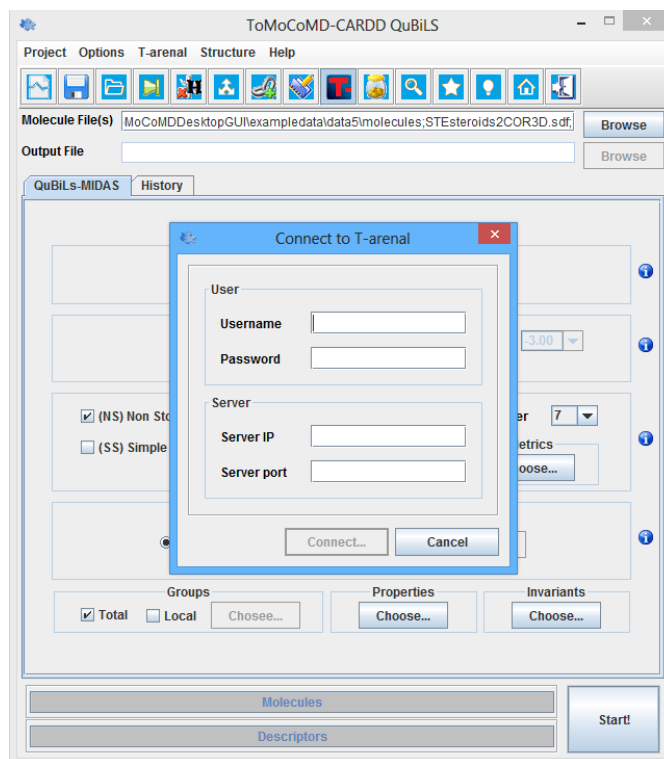 ToMoCoMD-CARDD QuBiLS
Project Options T-arenal Structure Help
Molecule File(s) MoCoMDDesktopGUI\exampledata\data5\molecules;STEsteroids2COR3D.sdf; Browse
Output File Browse
QuBiLs-MIDAS History
Connect to T-arenal
User
Username
Password
-3.00
Server
(NS) Non Sto
er 7
Server IP
(SS) Simple
etrics
Server port
oose...
Connect... Cancel
Groups Properties Invariants
Total Local Chosee... Choose... Choose...
Molecules
Start!
Descriptors